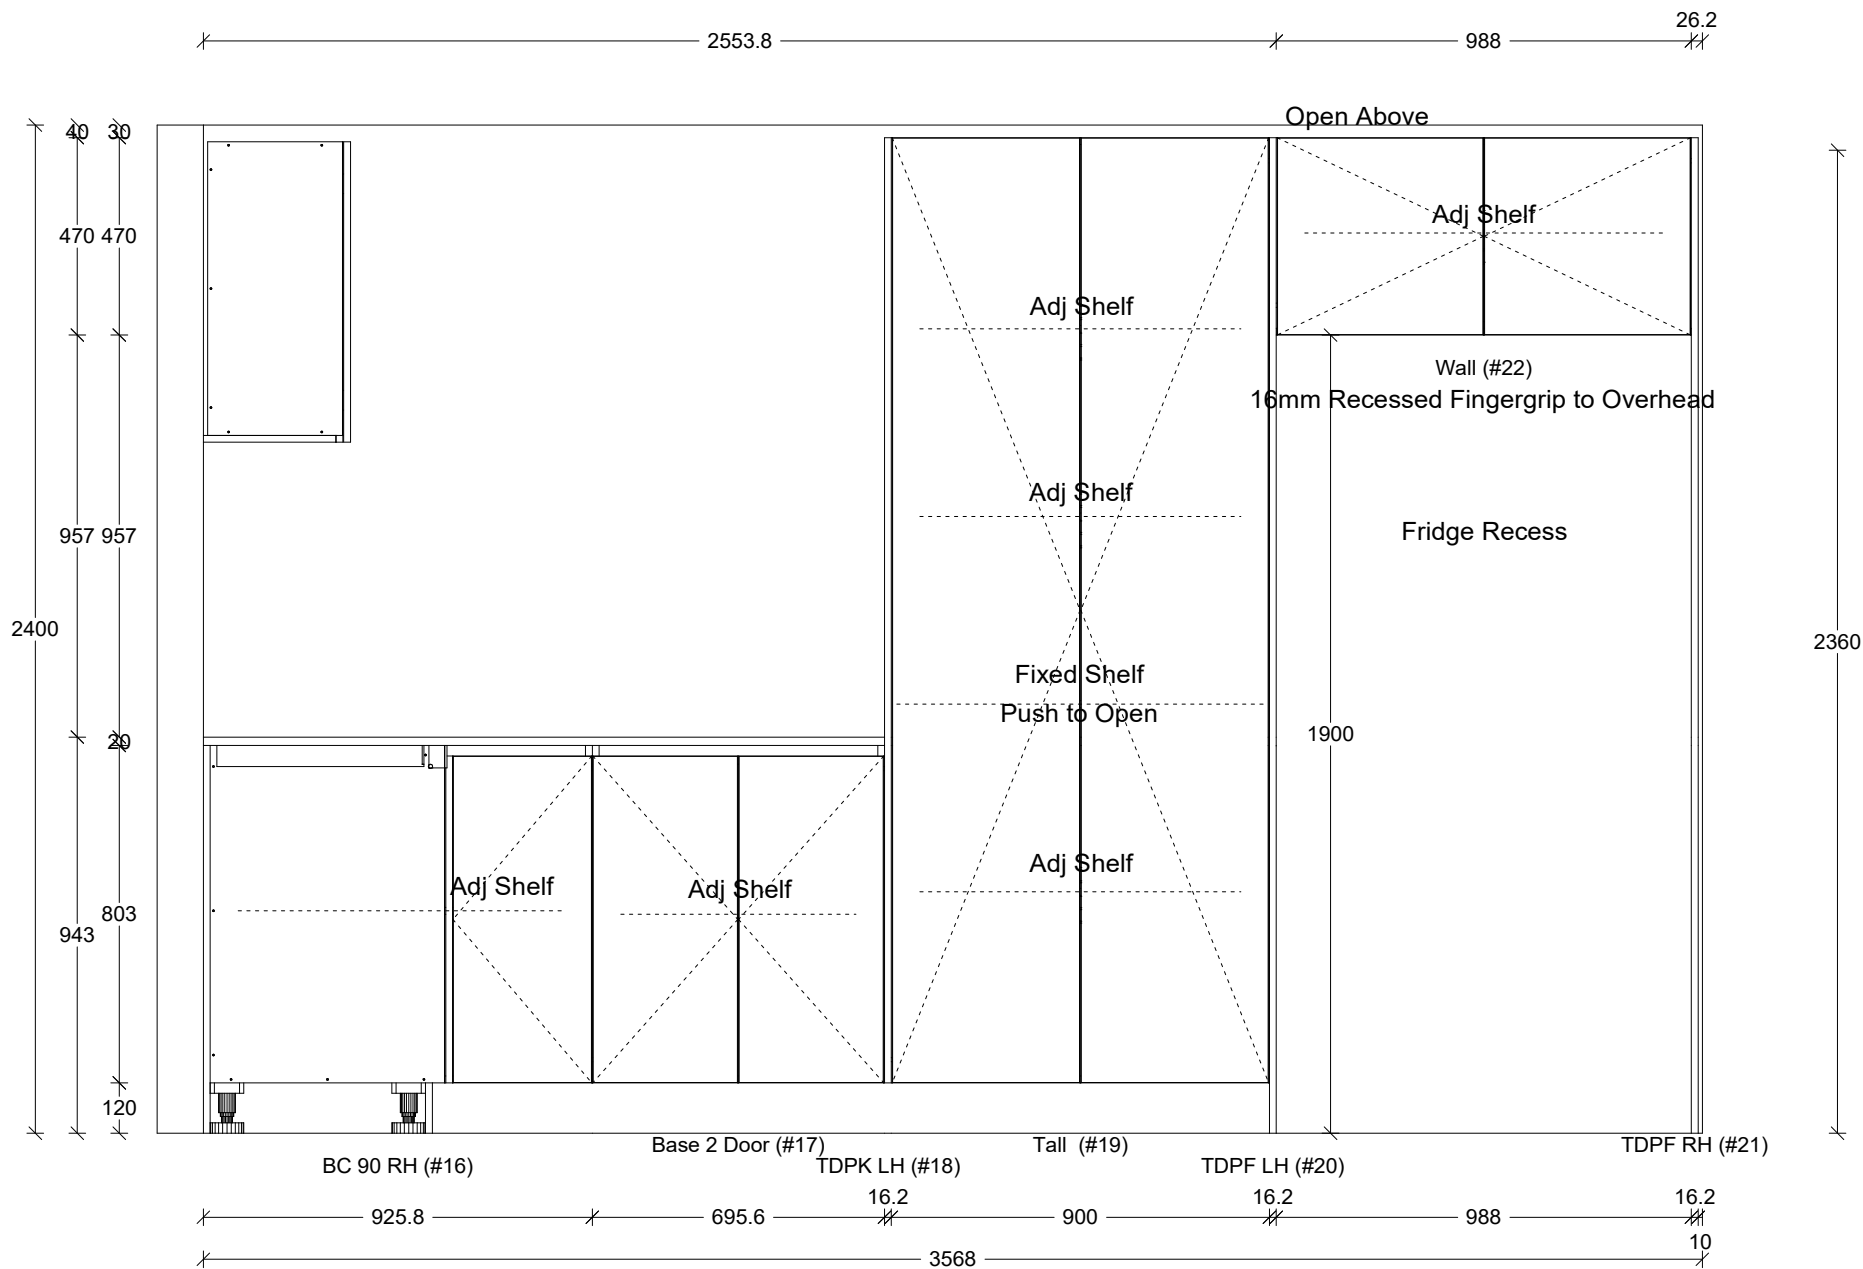 26.2
2553.8
988
Open Above
40
30
Adj Shelf
470
470
Adj Shelf
Wall (#22)
16mm Recessed Fingergrip to Overhead
Adj Shelf
Fridge Recess
957
957
2400
2360
Fixed Shelf
Push to Open
1900
20
Adj Shelf
Adj Shelf
Adj Shelf
803
943
120
Base 2 Door (#17)
Tall (#19)
TDPF RH (#21)
BC 90 RH (#16)
TDPK LH (#18)
TDPF LH (#20)
16.2
16.2
16.2
925.8
695.6
900
988
10
3568